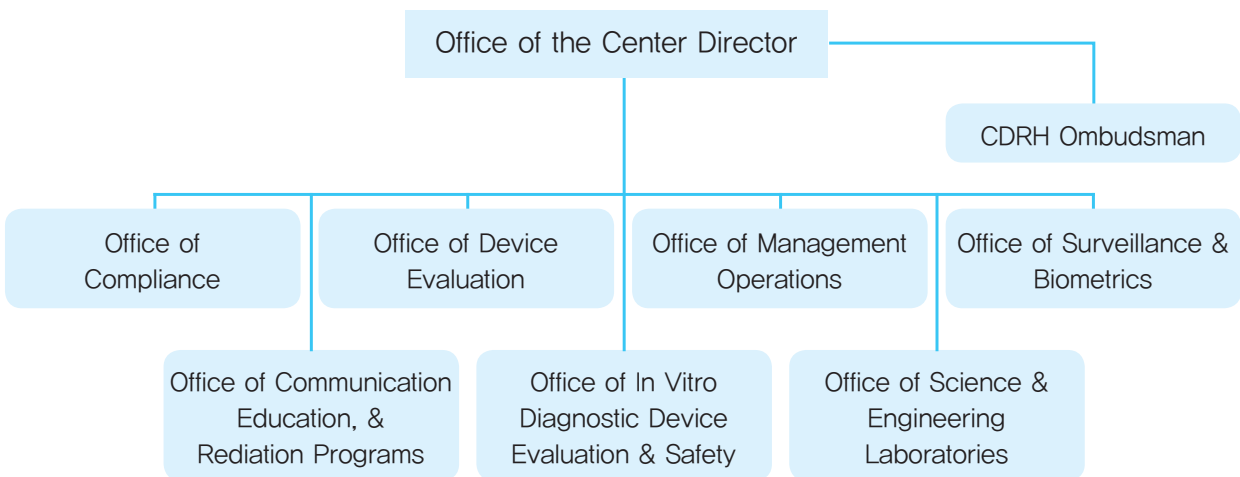 Office of the Center Director
CDRH Ombudsman
Office of
Compliance
Office of Device
Evaluation
Office of Management
Operations
Office of Surveillance &
Biometrics
Office of Communication
Education, &
Rediation Programs
Office of In Vitro
Diagnostic Device
Evaluation & Safety
Office of Science &
Engineering
Laboratories